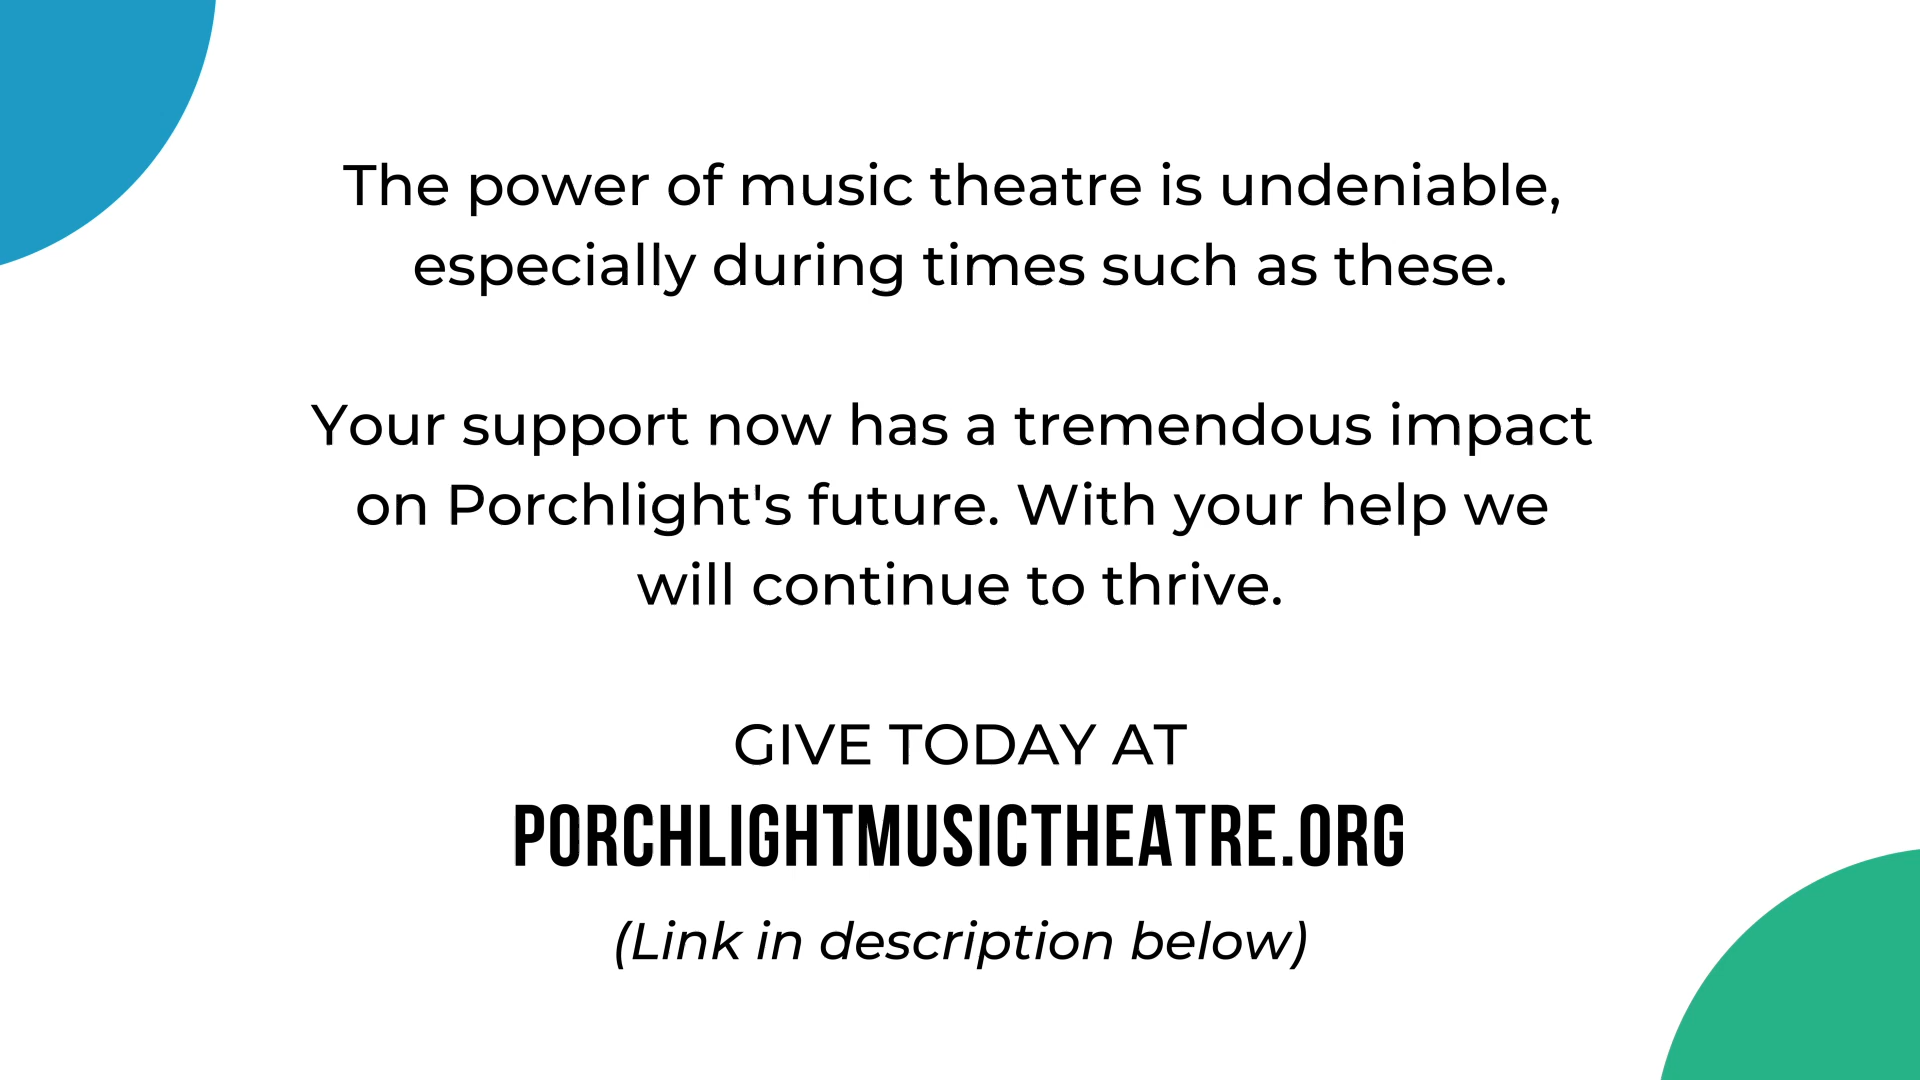 The power of music theatre is undeniable,
especially during times such as these.
Your support now has a tremendous impact
on Porchlight's future. With your help we
will continue to thrive.
GIVE TODAY AT
PORCHLIGHTMUSICTHEATRE.ORG
(Link in description below)